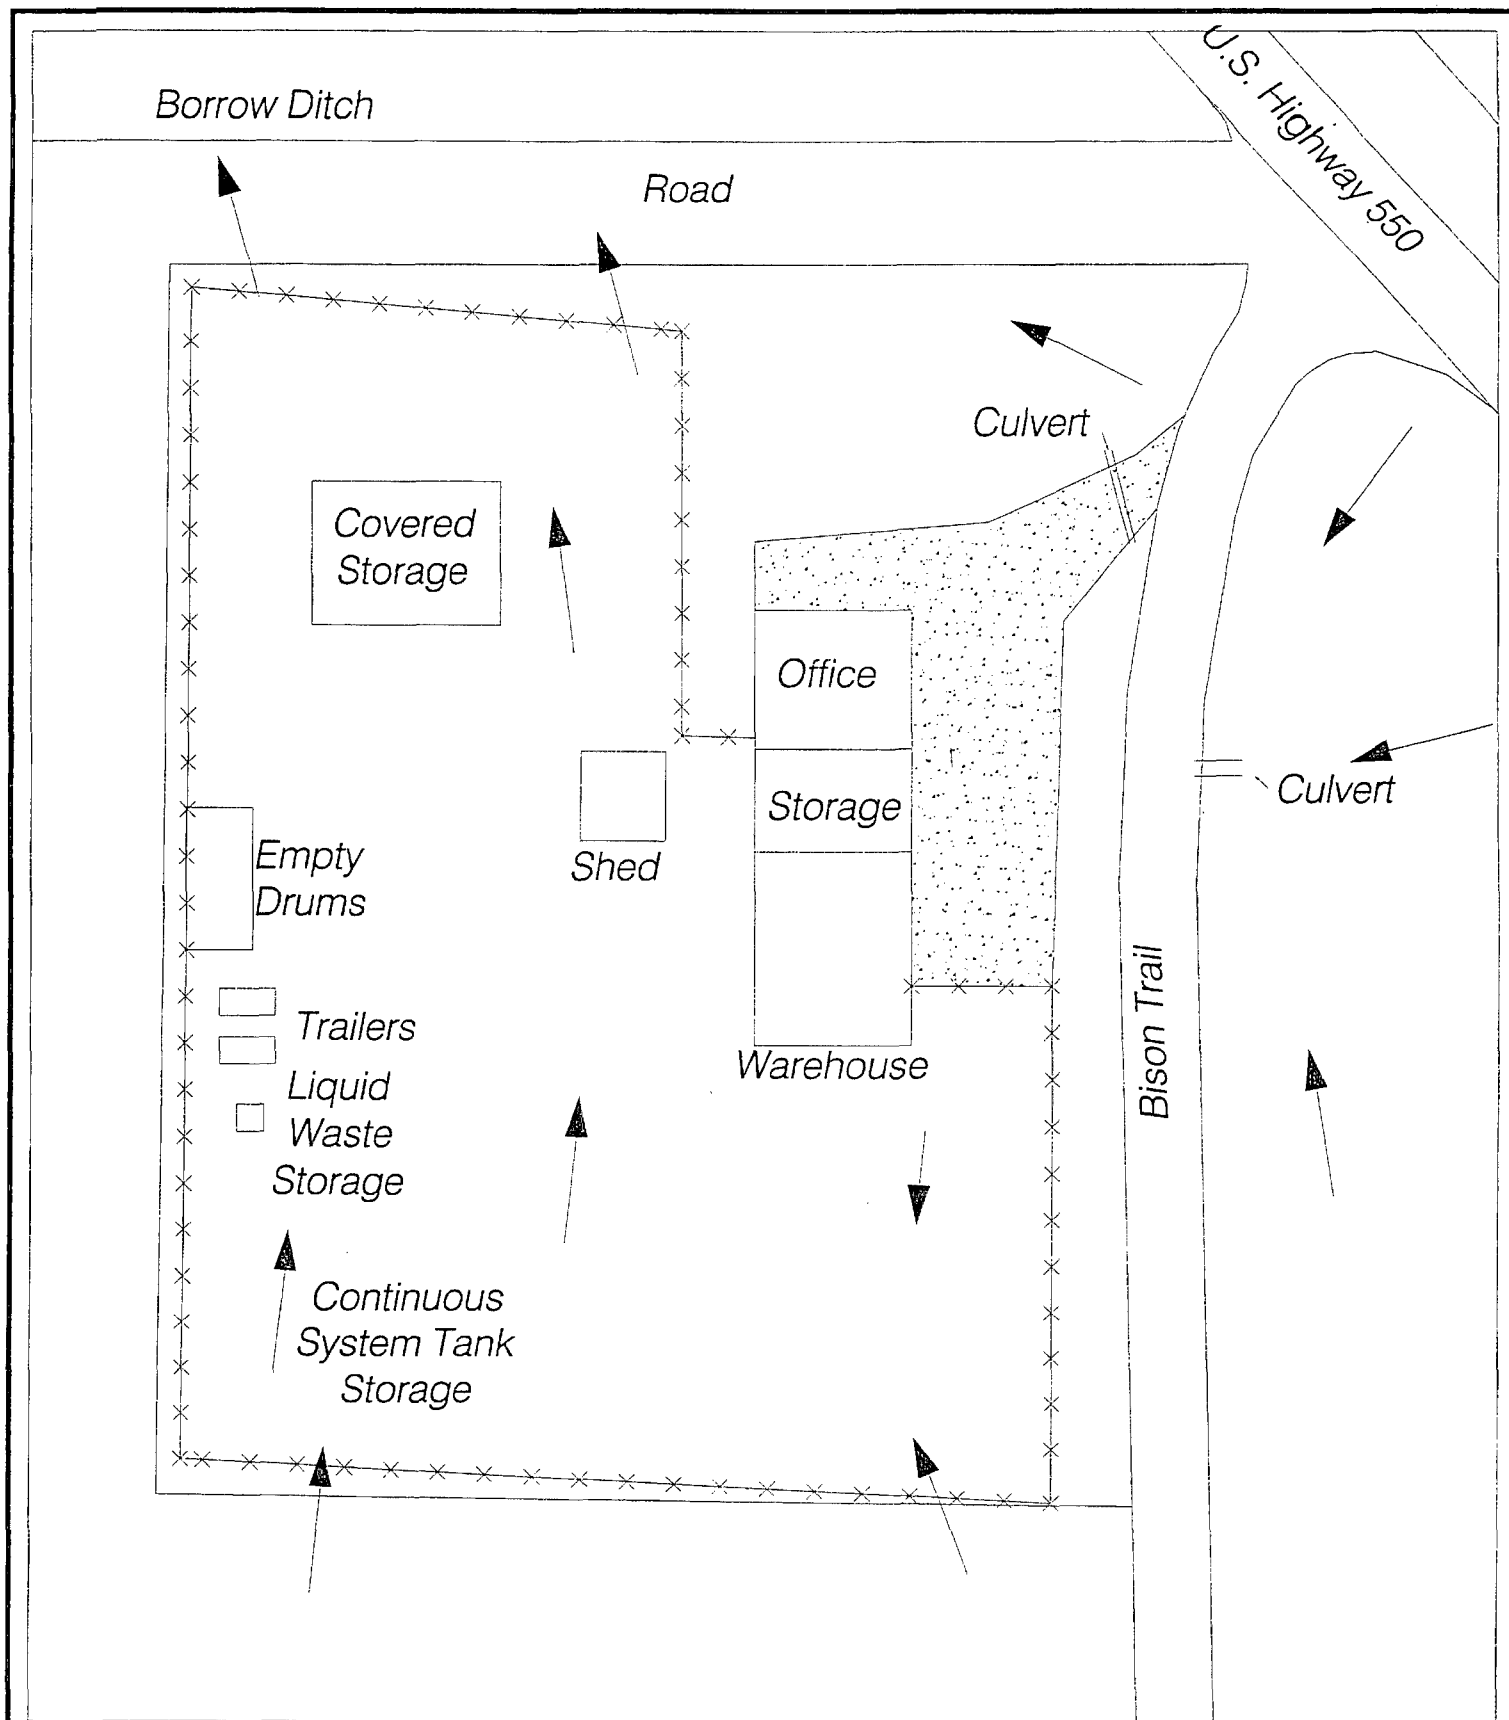 Borrow Ditch
U.S. Highway 550
Road
Culvert
Covered
Storage
Office
Storage
Culvert
Shed
Empty
Drums
Trailers
Bison Trail
Warehouse
Liquid
Waste
Storage
Continuous
System Tank
Storage